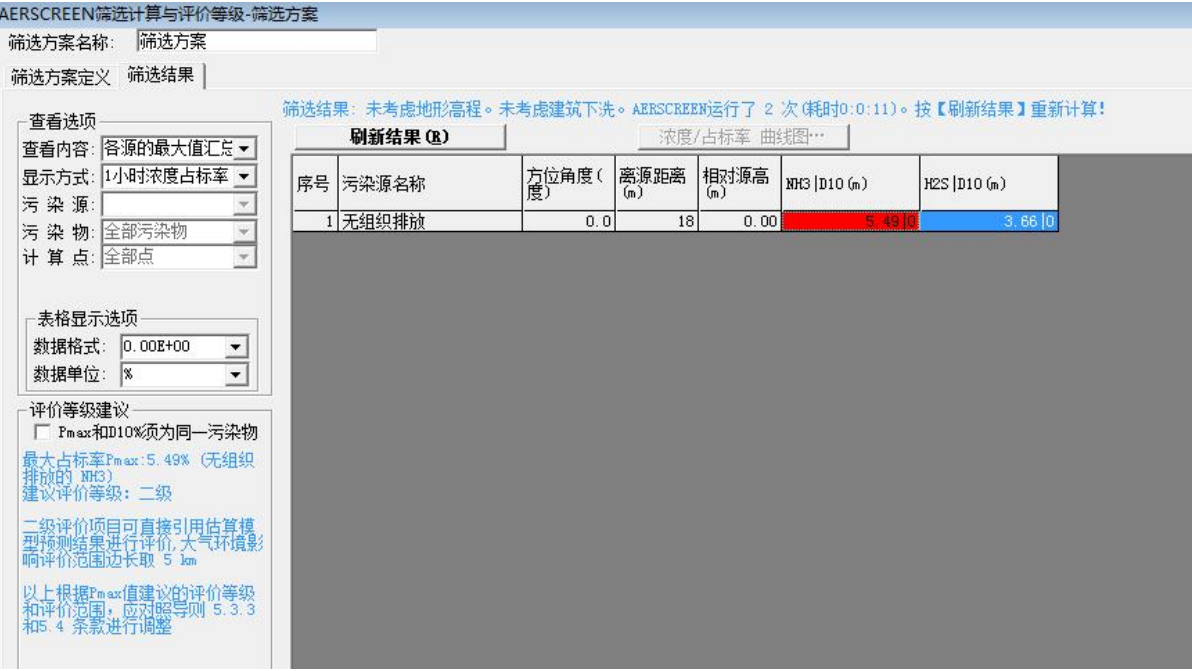 AERSCREEN筛选计算与评价等级-筛选方案
筛选方案名称: 筛选方案
筛选方案定义 筛选结果
筛选结果: 未考虑地形高程。未考虑建筑下洗。AERSCREEN运行了 2 次(耗时0:0:11)。按【刷新结果】重新计算!
刷新结果(R) 浓度/占标率 曲线图…
查看选项
查看内容: 各源的最大值汇总
显示方式: 1小时浓度占标率
污 染 源:
污 染 物: 全部污染物
计 算 点: 全部点
表格显示选项
数据格式: 0.00E+00
数据单位: %
评价等级建议
Pmax和D10%须为同一污染物
最大占标率Pmax:5.49% (无组织
排放的 NH3)
建议评价等级: 二级
二级评价项目可直接引用估算模
型预测结果进行评价,大气环境影
响评价范围边长取 5 km
以上根据Pmax值建议的评价等级
和评价范围,应对照导则 5.3.3
和5.4 条款进行调整
序号 污染源名称 方位角度(度) 离源距离(m) 相对源高(m) NH3|D10(m) H2S|D10(m)
1 无组织排放 0.0 18 0.00 5.49|0 3.66|0